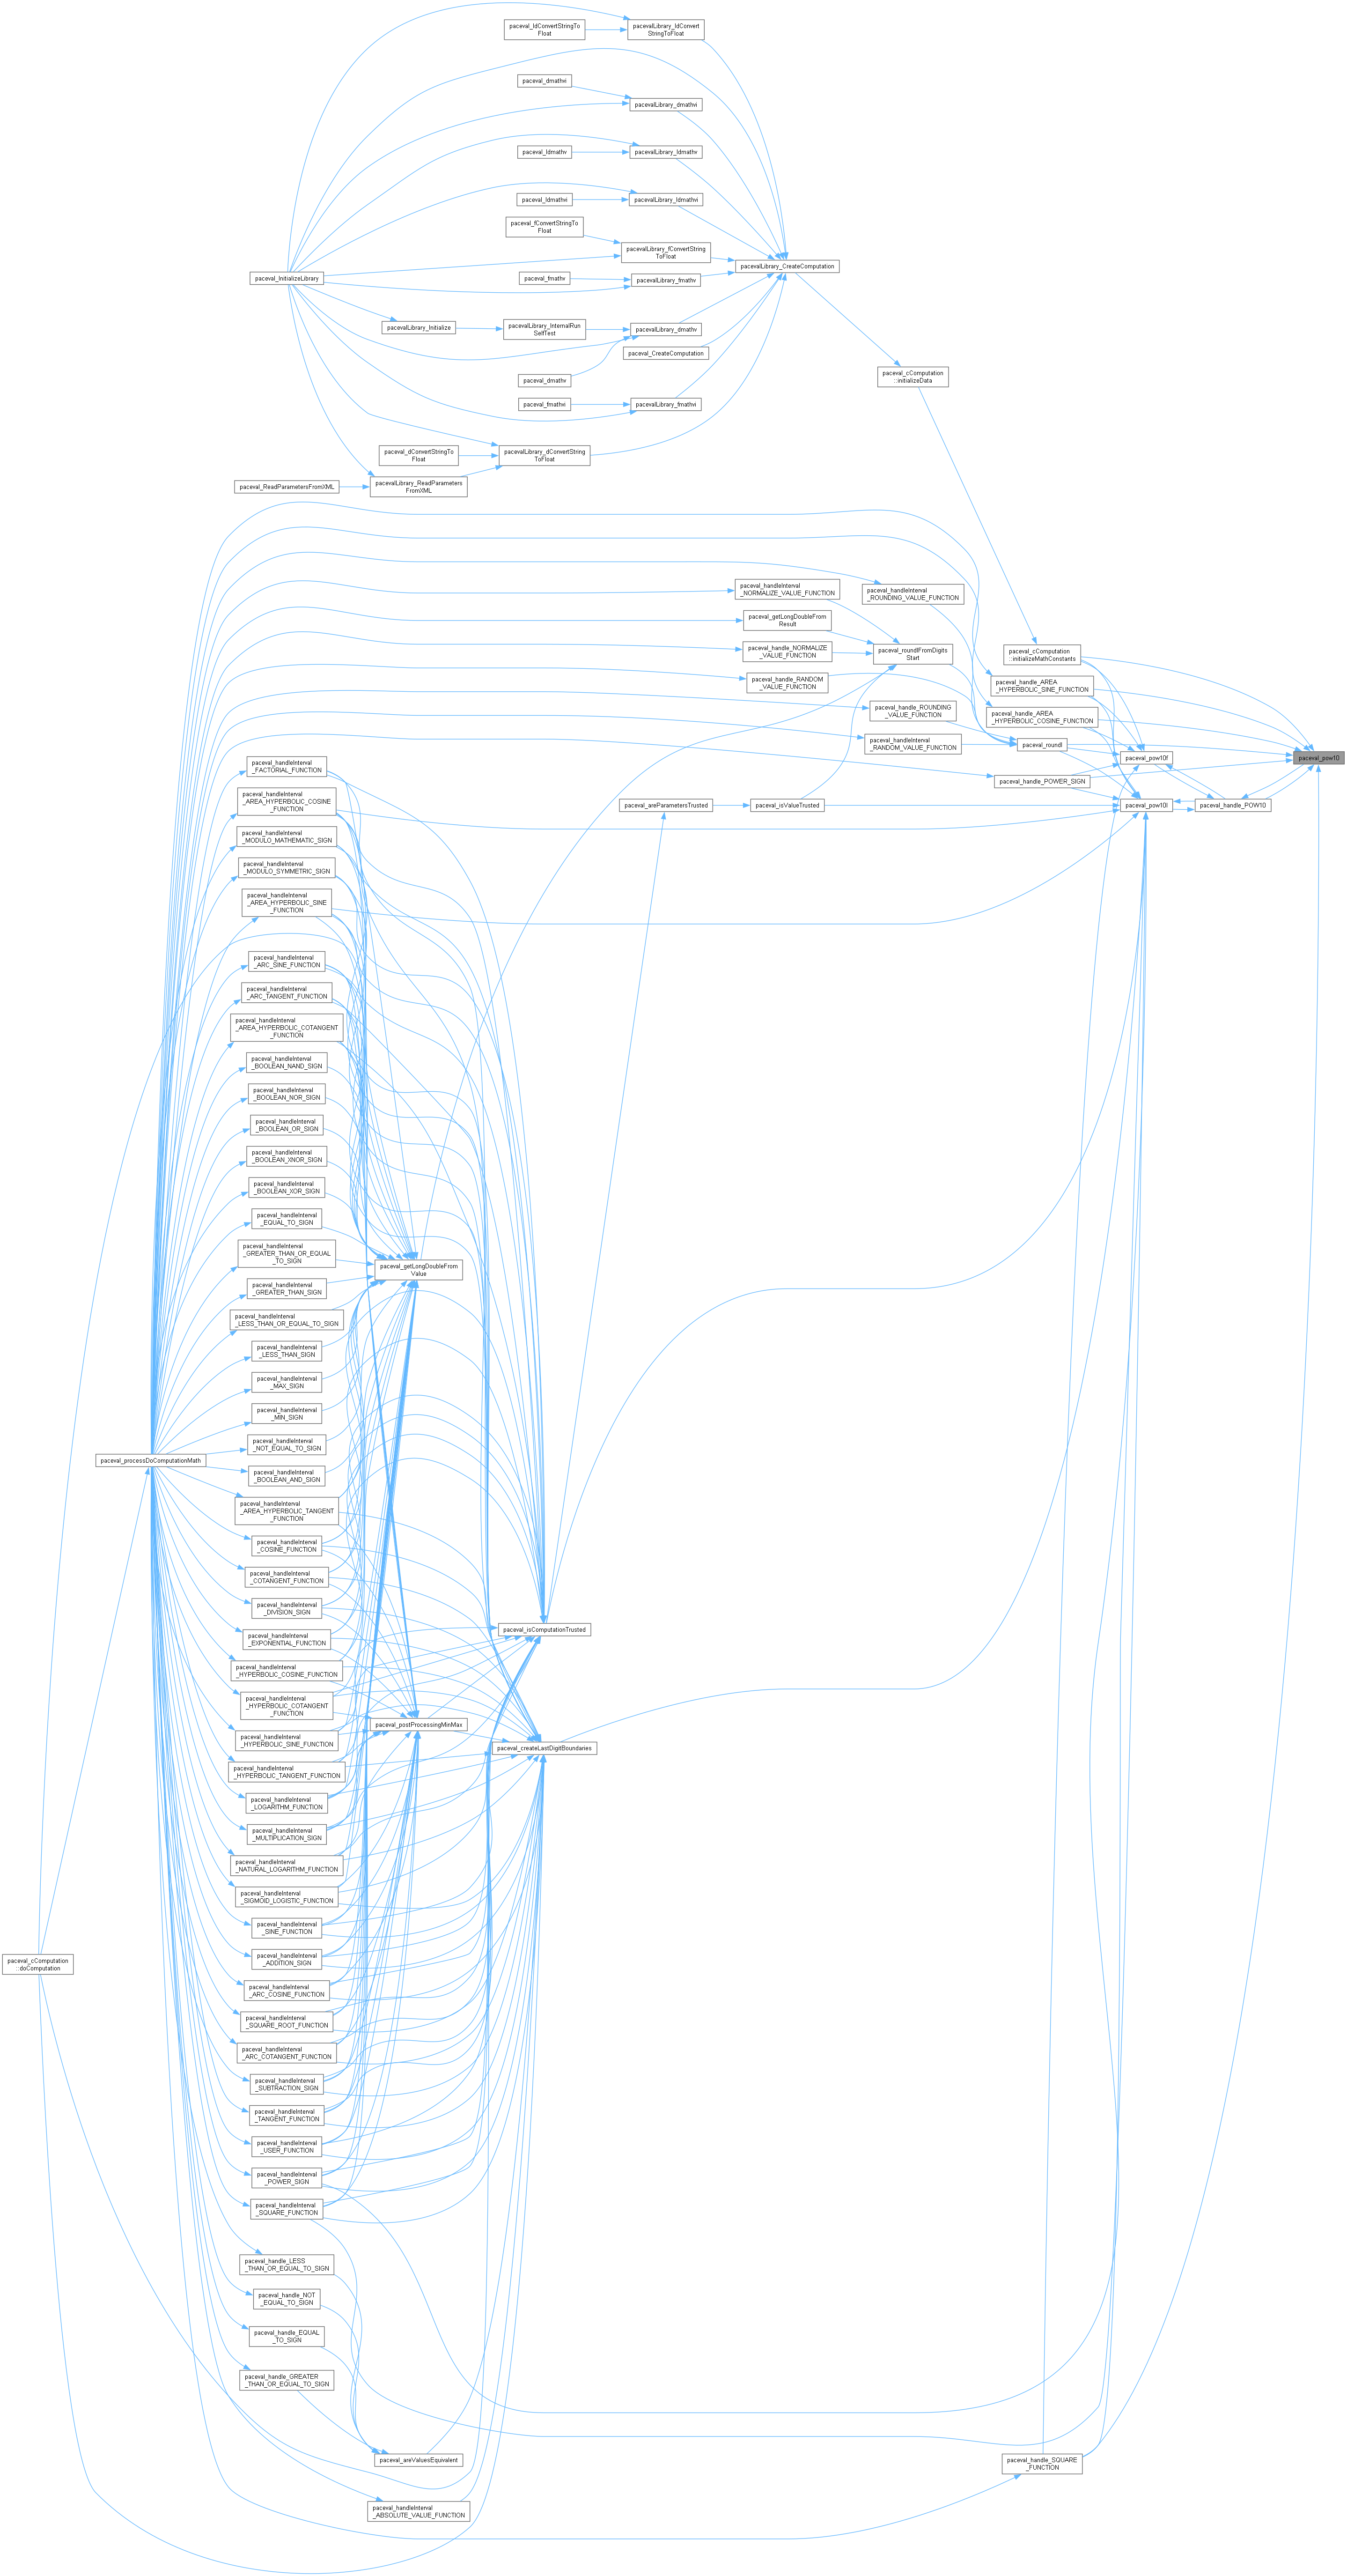 paceval_ldConvertStringTo
Float
pacevalLibrary_ldConvert
StringToFloat
paceval_dmathvi
pacevalLibrary_dmathvi
paceval_ldmathv
pacevalLibrary_ldmathv
paceval_ldmathvi
pacevalLibrary_ldmathvi
paceval_fConvertStringTo
Float
pacevalLibrary_fConvertString
ToFloat
pacevalLibrary_CreateComputation
paceval_InitializeLibrary
paceval_fmathv
pacevalLibrary_fmathv
pacevalLibrary_Initialize
pacevalLibrary_InternalRun
SelfTest
pacevalLibrary_dmathv
paceval_CreateComputation
paceval_dmathv
paceval_cComputation
::initializeData
paceval_fmathvi
pacevalLibrary_fmathvi
paceval_dConvertStringTo
Float
pacevalLibrary_dConvertString
ToFloat
paceval_ReadParametersFromXML
pacevalLibrary_ReadParameters
FromXML
paceval_handleInterval
_NORMALIZE_VALUE_FUNCTION
paceval_handleInterval
_ROUNDING_VALUE_FUNCTION
paceval_getLongDoubleFrom
Result
paceval_handle_NORMALIZE
_VALUE_FUNCTION
paceval_roundlFromDigits
Start
paceval_cComputation
::initializeMathConstants
paceval_handle_RANDOM
_VALUE_FUNCTION
paceval_handle_AREA
_HYPERBOLIC_SINE_FUNCTION
paceval_handle_ROUNDING
_VALUE_FUNCTION
paceval_handle_AREA
_HYPERBOLIC_COSINE_FUNCTION
paceval_handleInterval
_RANDOM_VALUE_FUNCTION
paceval_roundl
paceval_pow10f
paceval_pow10
paceval_handle_POWER_SIGN
paceval_areParametersTrusted
paceval_isValueTrusted
paceval_pow10l
paceval_handle_POW10
paceval_handleInterval
_FACTORIAL_FUNCTION
paceval_handleInterval
_AREA_HYPERBOLIC_COSINE
_FUNCTION
paceval_handleInterval
_MODULO_MATHEMATIC_SIGN
paceval_handleInterval
_MODULO_SYMMETRIC_SIGN
paceval_handleInterval
_AREA_HYPERBOLIC_SINE
_FUNCTION
paceval_handleInterval
_ARC_SINE_FUNCTION
paceval_handleInterval
_ARC_TANGENT_FUNCTION
paceval_handleInterval
_AREA_HYPERBOLIC_COTANGENT
_FUNCTION
paceval_handleInterval
_BOOLEAN_NAND_SIGN
paceval_handleInterval
_BOOLEAN_NOR_SIGN
paceval_handleInterval
_BOOLEAN_OR_SIGN
paceval_handleInterval
_BOOLEAN_XNOR_SIGN
paceval_handleInterval
_BOOLEAN_XOR_SIGN
paceval_handleInterval
_EQUAL_TO_SIGN
paceval_handleInterval
_GREATER_THAN_OR_EQUAL
_TO_SIGN
paceval_getLongDoubleFrom
Value
paceval_handleInterval
_GREATER_THAN_SIGN
paceval_handleInterval
_LESS_THAN_OR_EQUAL_TO_SIGN
paceval_handleInterval
_LESS_THAN_SIGN
paceval_handleInterval
_MAX_SIGN
paceval_handleInterval
_MIN_SIGN
paceval_handleInterval
_NOT_EQUAL_TO_SIGN
paceval_processDoComputationMath
paceval_handleInterval
_BOOLEAN_AND_SIGN
paceval_handleInterval
_AREA_HYPERBOLIC_TANGENT
_FUNCTION
paceval_handleInterval
_COSINE_FUNCTION
paceval_handleInterval
_COTANGENT_FUNCTION
paceval_handleInterval
_DIVISION_SIGN
paceval_isComputationTrusted
paceval_handleInterval
_EXPONENTIAL_FUNCTION
paceval_handleInterval
_HYPERBOLIC_COSINE_FUNCTION
paceval_handleInterval
_HYPERBOLIC_COTANGENT
_FUNCTION
paceval_postProcessingMinMax
paceval_handleInterval
_HYPERBOLIC_SINE_FUNCTION
paceval_createLastDigitBoundaries
paceval_handleInterval
_HYPERBOLIC_TANGENT_FUNCTION
paceval_handleInterval
_LOGARITHM_FUNCTION
paceval_handleInterval
_MULTIPLICATION_SIGN
paceval_handleInterval
_NATURAL_LOGARITHM_FUNCTION
paceval_handleInterval
_SIGMOID_LOGISTIC_FUNCTION
paceval_handleInterval
_SINE_FUNCTION
paceval_handleInterval
_ADDITION_SIGN
paceval_cComputation
::doComputation
paceval_handleInterval
_ARC_COSINE_FUNCTION
paceval_handleInterval
_SQUARE_ROOT_FUNCTION
paceval_handleInterval
_ARC_COTANGENT_FUNCTION
paceval_handleInterval
_SUBTRACTION_SIGN
paceval_handleInterval
_TANGENT_FUNCTION
paceval_handleInterval
_USER_FUNCTION
paceval_handleInterval
_POWER_SIGN
paceval_handleInterval
_SQUARE_FUNCTION
paceval_handle_LESS
_THAN_OR_EQUAL_TO_SIGN
paceval_handle_NOT
_EQUAL_TO_SIGN
paceval_handle_EQUAL
_TO_SIGN
paceval_handle_GREATER
_THAN_OR_EQUAL_TO_SIGN
paceval_areValuesEquivalent
paceval_handle_SQUARE
_FUNCTION
paceval_handleInterval
_ABSOLUTE_VALUE_FUNCTION